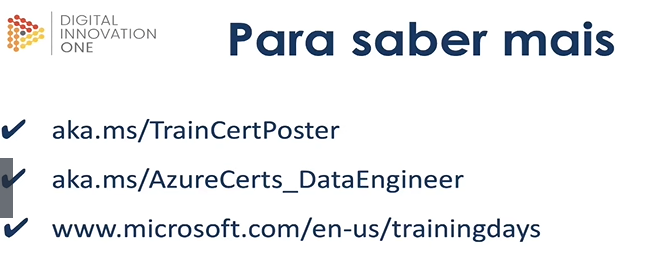 DIGITAL
INNOVATION
ONE
Para saber mais
✔ aka.ms/TrainCertPoster
✔ aka.ms/AzureCerts_DataEngineer
✔ www.microsoft.com/en-us/trainingdays